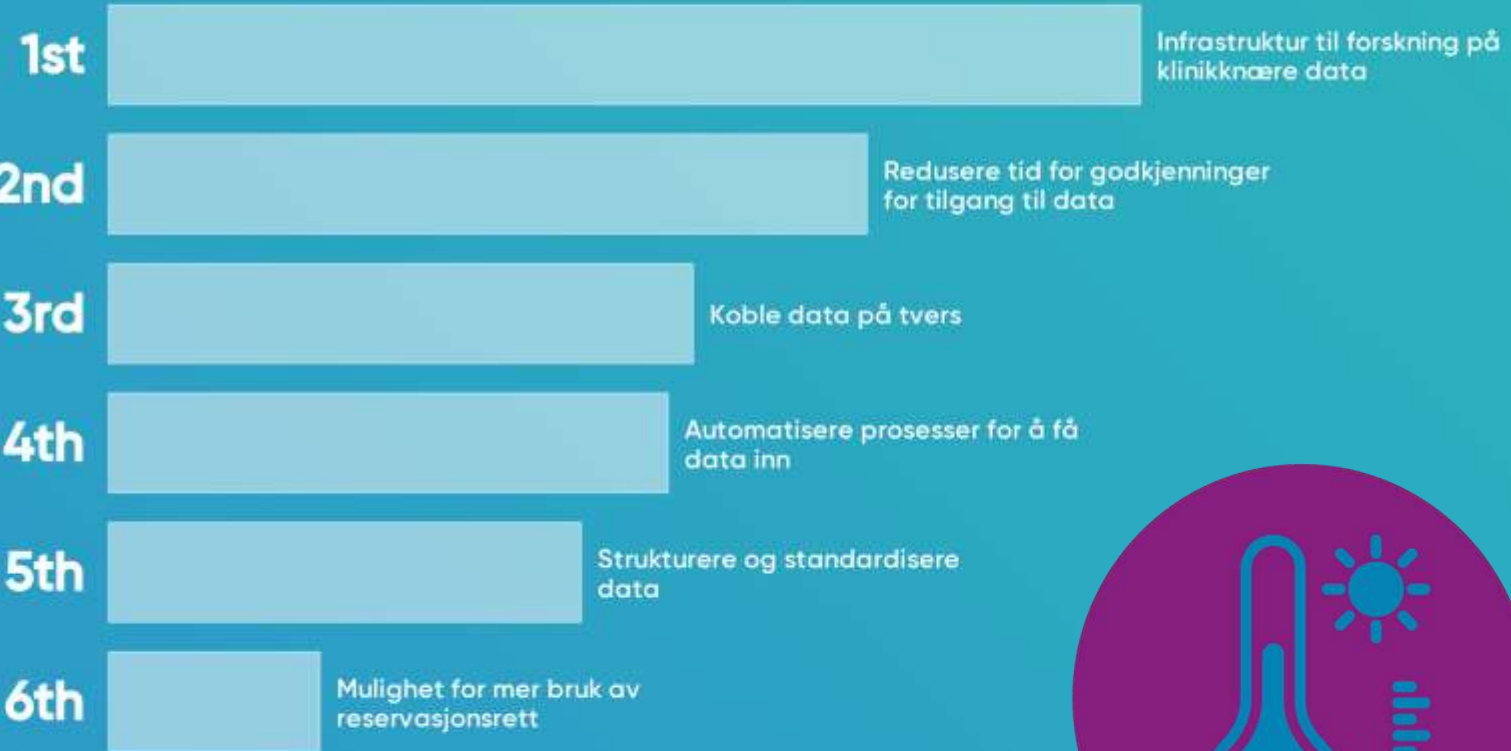 1st
Infrastruktur til forskning på
klinikknære data
2nd
Redusere tid for godkjenninger
for tilgang til data
3rd
Koble data på tvers
4th
Automatisere prosesser for å få
data inn
5th
Strukturere og standardisere
data
6th
Mulighet for mer bruk av
reservasjonsrett